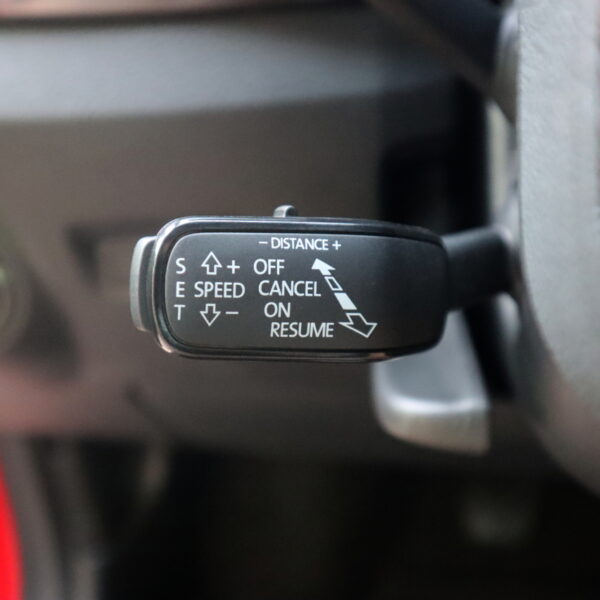 − DISTANCE +
S + OFF
E SPEED CANCEL
T − ON
RESUME